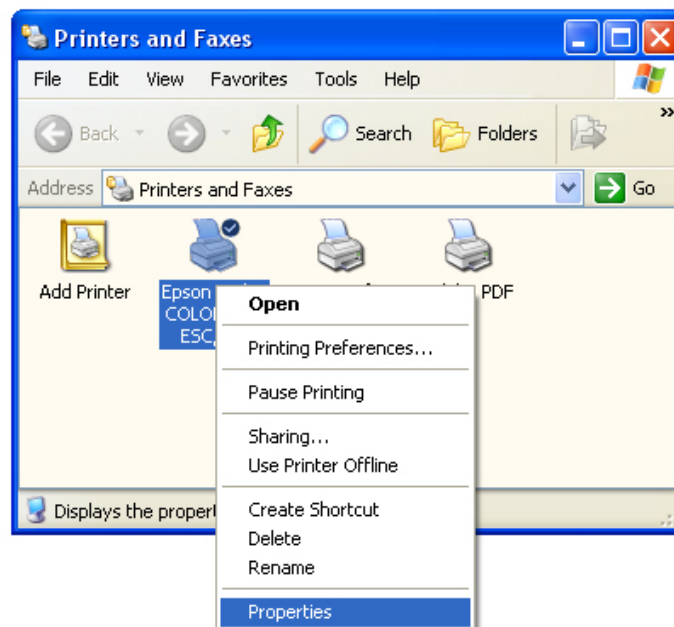 Printers and Faxes
File Edit View Favorites Tools Help
Back Search Folders »
Address Printers and Faxes Go
Add Printer
Epson
COLO
ESC
PDF
Open
Printing Preferences...
Pause Printing
Sharing...
Use Printer Offline
Create Shortcut
Delete
Rename
Properties
Displays the propert